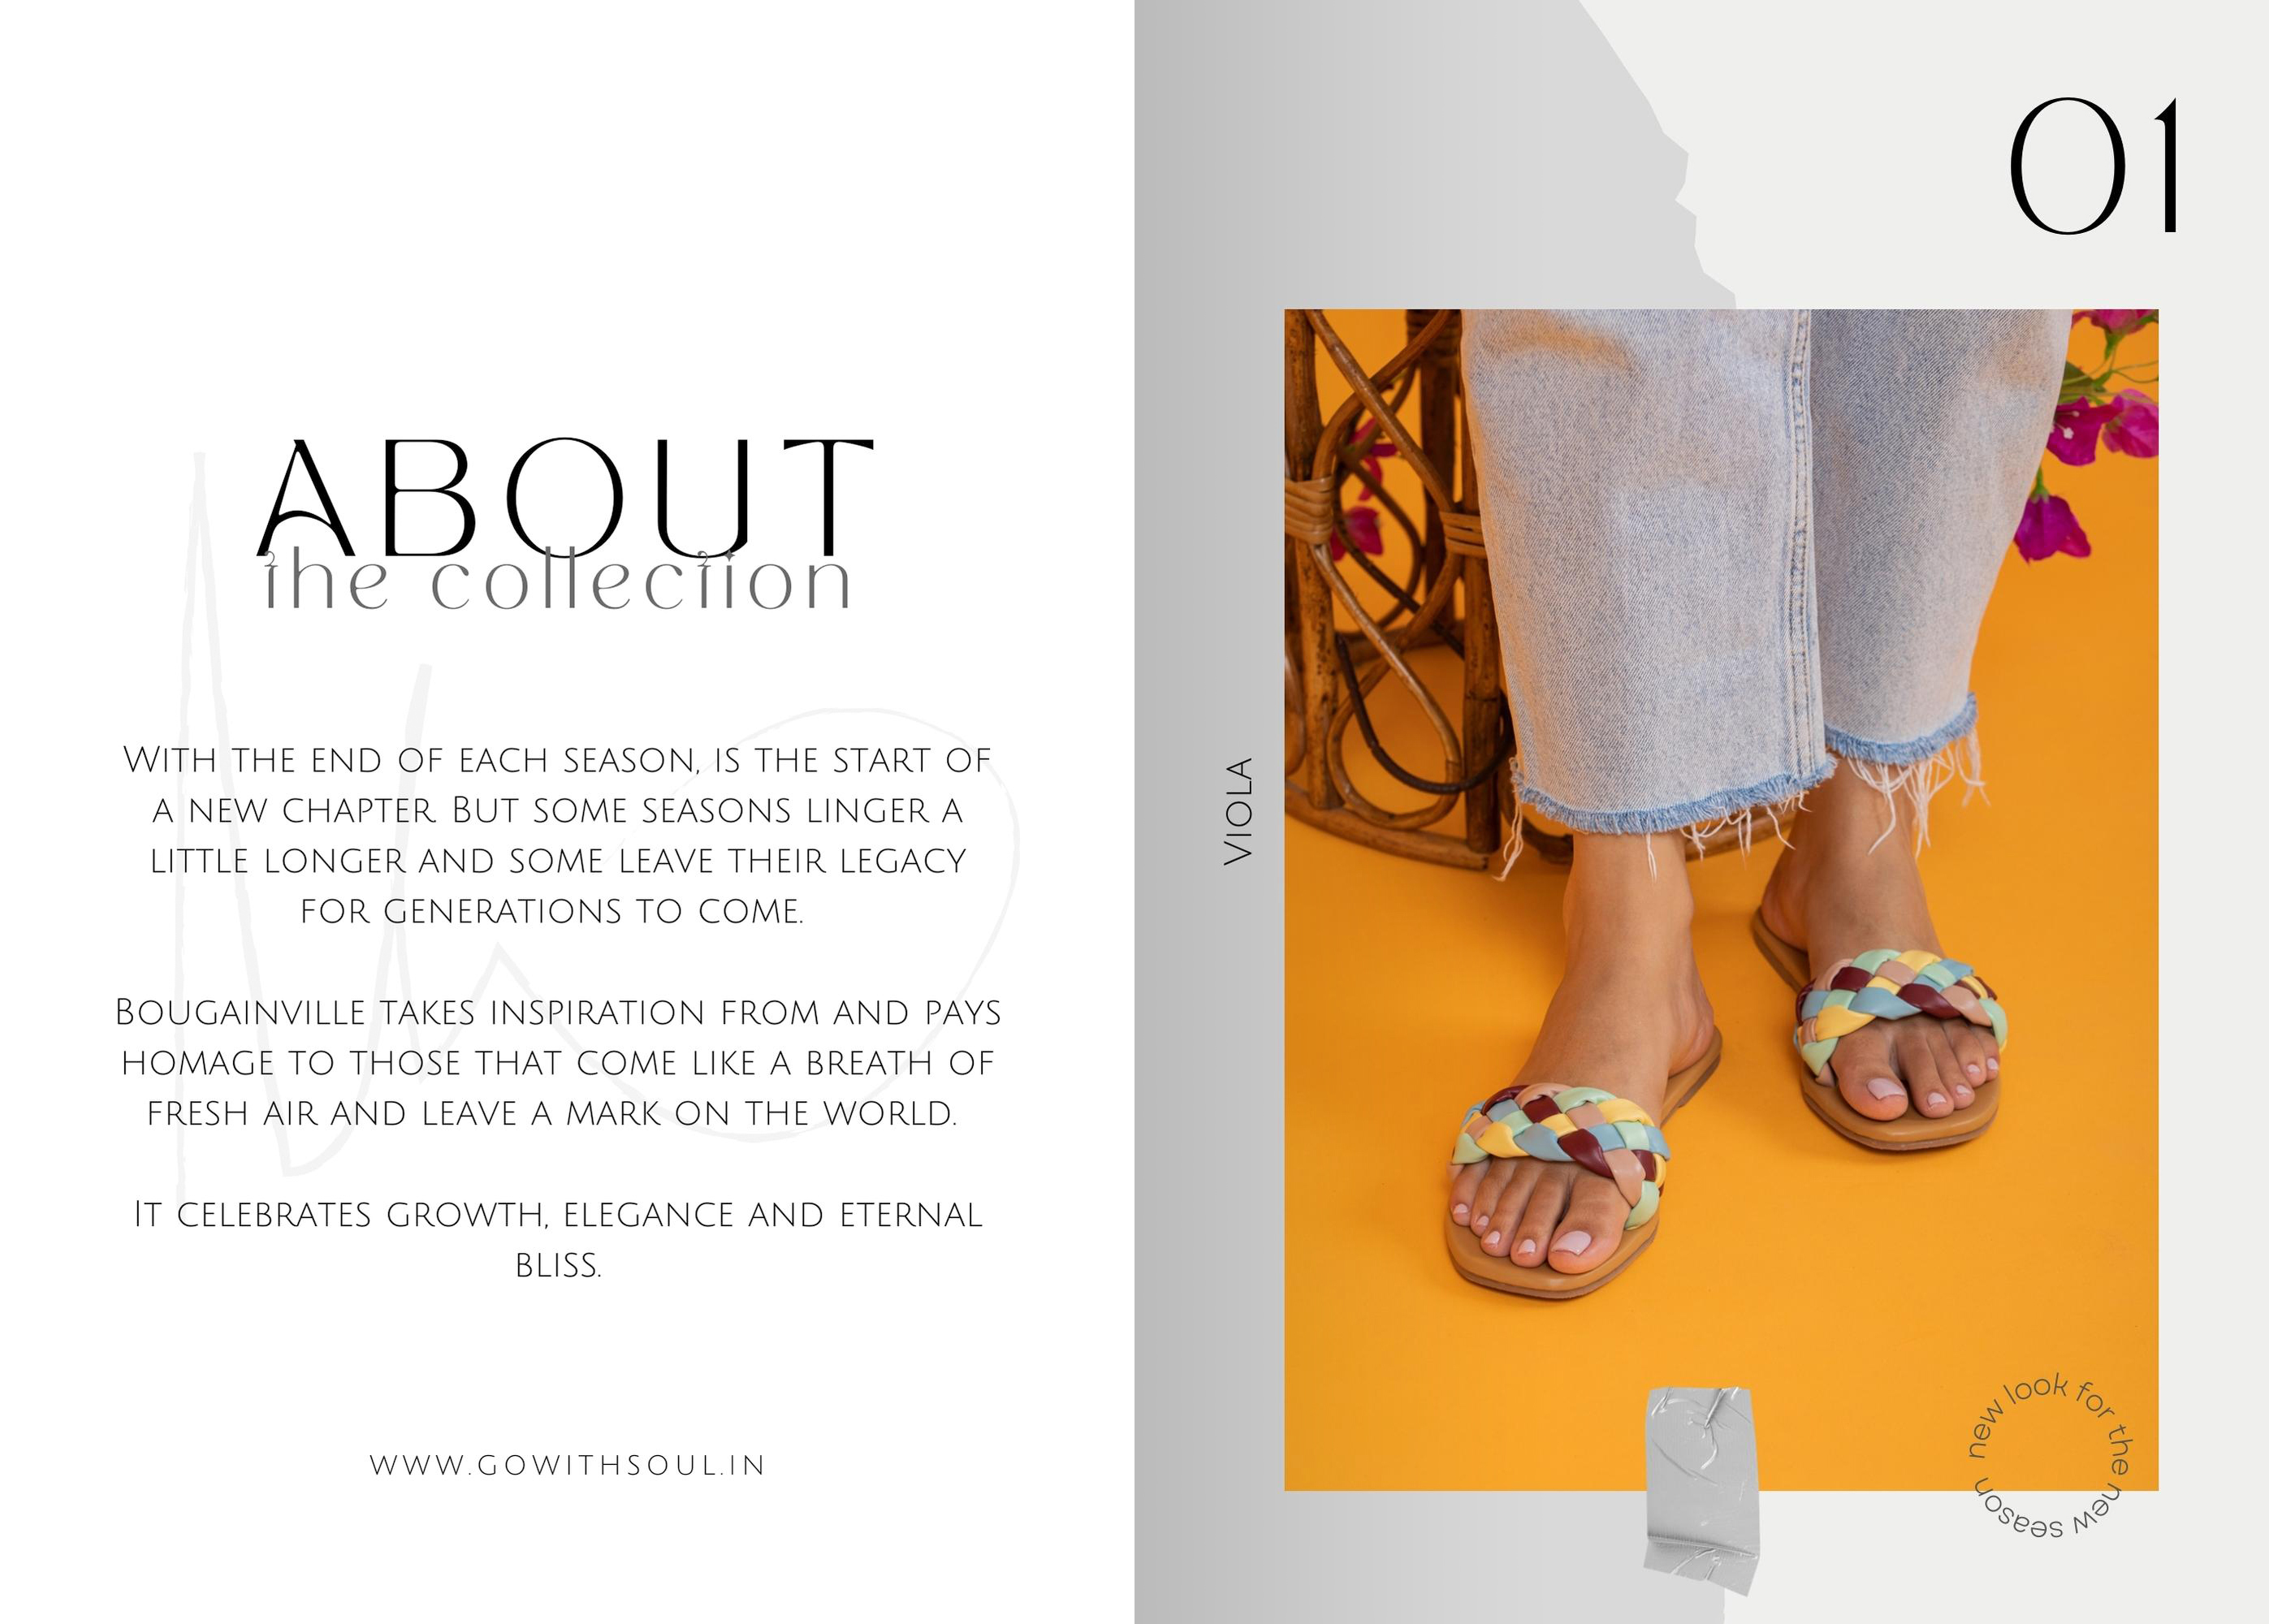 ABOUT
the collection
WITH THE END OF EACH SEASON, IS THE START OF
A NEW CHAPTER. BUT SOME SEASONS LINGER A
LITTLE LONGER AND SOME LEAVE THEIR LEGACY
FOR GENERATIONS TO COME.
BOUGAINVILLE TAKES INSPIRATION FROM AND PAYS
HOMAGE TO THOSE THAT COME LIKE A BREATH OF
FRESH AIR AND LEAVE A MARK ON THE WORLD.
IT CELEBRATES GROWTH, ELEGANCE AND ETERNAL
BLISS.
WWW.GOWITHSOUL.IN
01
VIOLA
new look for the new season